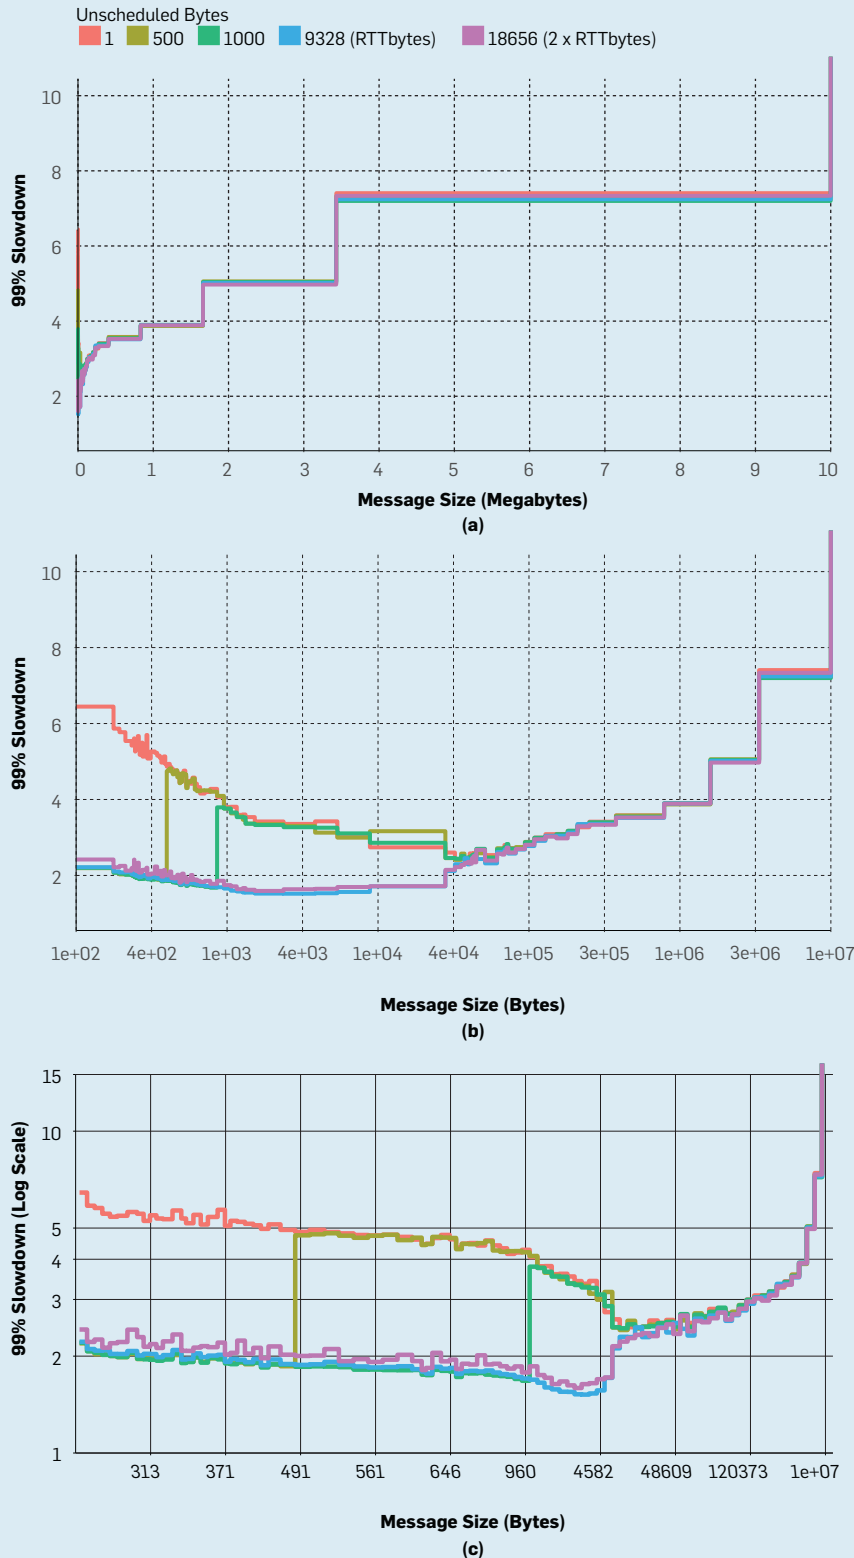 Unscheduled Bytes
1 500 1000 9328 (RTTbytes) 18656 (2 x RTTbytes)
99% Slowdown
10
8
6
4
2
0 1 2 3 4 5 6 7 8 9 10
Message Size (Megabytes)
(a)
99% Slowdown
10
8
6
4
2
1e+02 4e+02 1e+03 4e+03 1e+04 4e+04 1e+05 3e+05 1e+06 3e+06 1e+07
Message Size (Bytes)
(b)
99% Slowdown (Log Scale)
15
10
5
4
3
2
1
313 371 491 561 646 960 4582 48609 120373 1e+07
Message Size (Bytes)
(c)